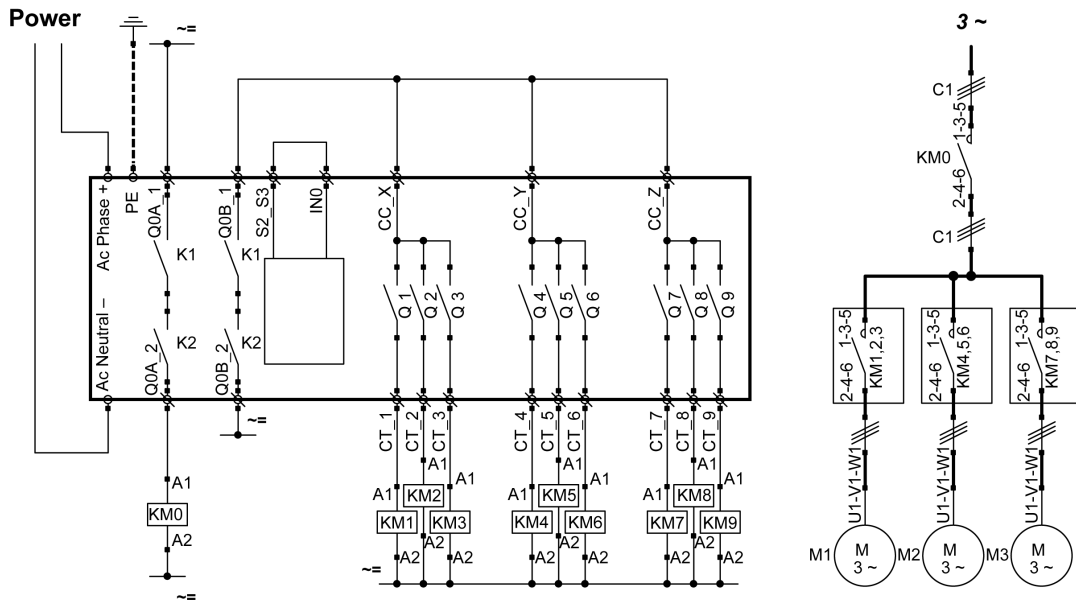 Power
~=
3 ~
C1
1-3-5
KM0
2-4-6
C1
Ac Phase +
PE
Q0A_1
Q0B_1
S2_S3
IN0
CC_X
CC_Y
CC_Z
K1
K1
Q 1
Q 2
Q 3
Q 4
Q 5
Q 6
Q 7
Q 8
Q 9
Ac Neutral –
Q0A_2
K2
Q0B_2
K2
~=
CT_1
CT_2
CT_3
CT_4
CT_5
CT_6
CT_7
CT_8
CT_9
1-3-5
2-4-6
KM1,2,3
1-3-5
2-4-6
KM4,5,6
1-3-5
2-4-6
KM7,8,9
A1
A1
A1
A1
A1 A1 A1 A1 A1 A1
KM2 KM5 KM8
KM0
KM1 KM3 KM4 KM6 KM7 KM9
A2
A2 A2 A2
A2 A2 A2 A2 A2 A2
~=
~=
U1-V1-W1
U1-V1-W1
U1-V1-W1
M1 M 3 ~
M2 M 3 ~
M3 M 3 ~